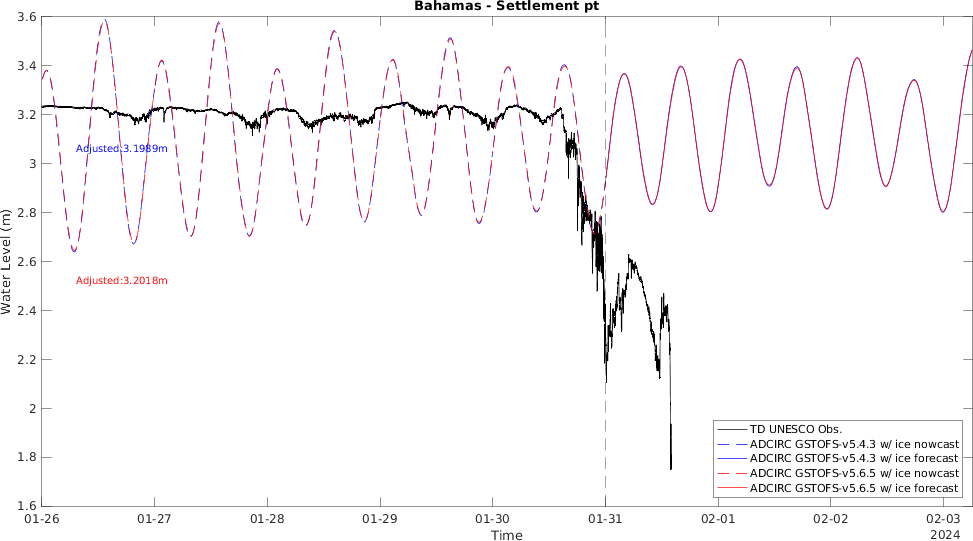 Bahamas - Settlement pt
3.6
3.4
3.2
3
2.8
2.6
2.4
2.2
2
1.8
1.6
Water Level (m)
Adjusted:3.1989m
Adjusted:3.2018m
TD UNESCO Obs.
ADCIRC GSTOFS-v5.4.3 w/ ice nowcast
ADCIRC GSTOFS-v5.4.3 w/ ice forecast
ADCIRC GSTOFS-v5.6.5 w/ ice nowcast
ADCIRC GSTOFS-v5.6.5 w/ ice forecast
01-26 01-27 01-28 01-29 01-30 01-31 02-01 02-02 02-03
Time 2024